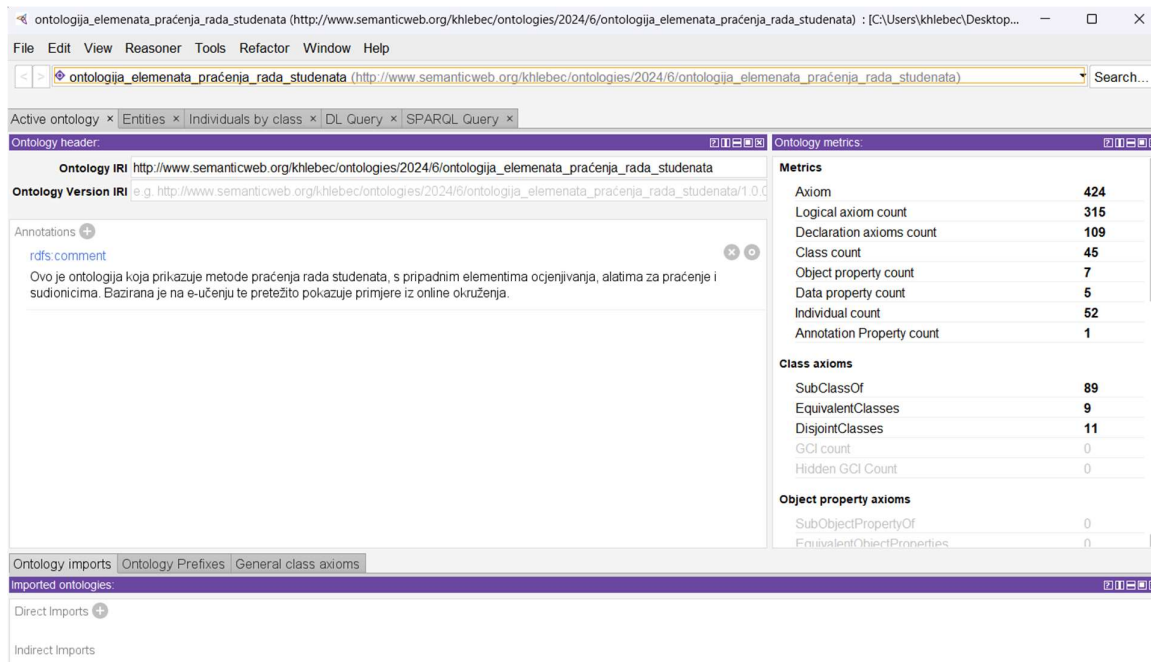 ontologija_elemenata_praćenja_rada_studenata (http://www.semanticweb.org/khlebec/ontologies/2024/6/ontologija_elemenata_praćenja_rada_studenata) : [C:\Users\khlebec\Desktop...
File Edit View Reasoner Tools Refactor Window Help
< > ontologija_elemenata_praćenja_rada_studenata (http://www.semanticweb.org/khlebec/ontologies/2024/6/ontologija_elemenata_praćenja_rada_studenata) Search...
Active ontology × Entities × Individuals by class × DL Query × SPARQL Query ×
Ontology header:
Ontology IRI http://www.semanticweb.org/khlebec/ontologies/2024/6/ontologija_elemenata_praćenja_rada_studenata
Ontology Version IRI e.g. http://www.semanticweb.org/khlebec/ontologies/2024/6/ontologija_elemenata_praćenja_rada_studenata/1.0.0
Annotations
rdfs:comment
Ovo je ontologija koja prikazuje metode praćenja rada studenata, s pripadnim elementima ocjenjivanja, alatima za praćenje i
sudionicima. Bazirana je na e-učenju te pretežito pokazuje primjere iz online okruženja.
Ontology metrics:
Metrics
Axiom 424
Logical axiom count 315
Declaration axioms count 109
Class count 45
Object property count 7
Data property count 5
Individual count 52
Annotation Property count 1
Class axioms
SubClassOf 89
EquivalentClasses 9
DisjointClasses 11
GCI count 0
Hidden GCI Count 0
Object property axioms
SubObjectPropertyOf 0
EquivalentObjectProperties 0
Ontology imports Ontology Prefixes General class axioms
Imported ontologies:
Direct Imports
Indirect Imports